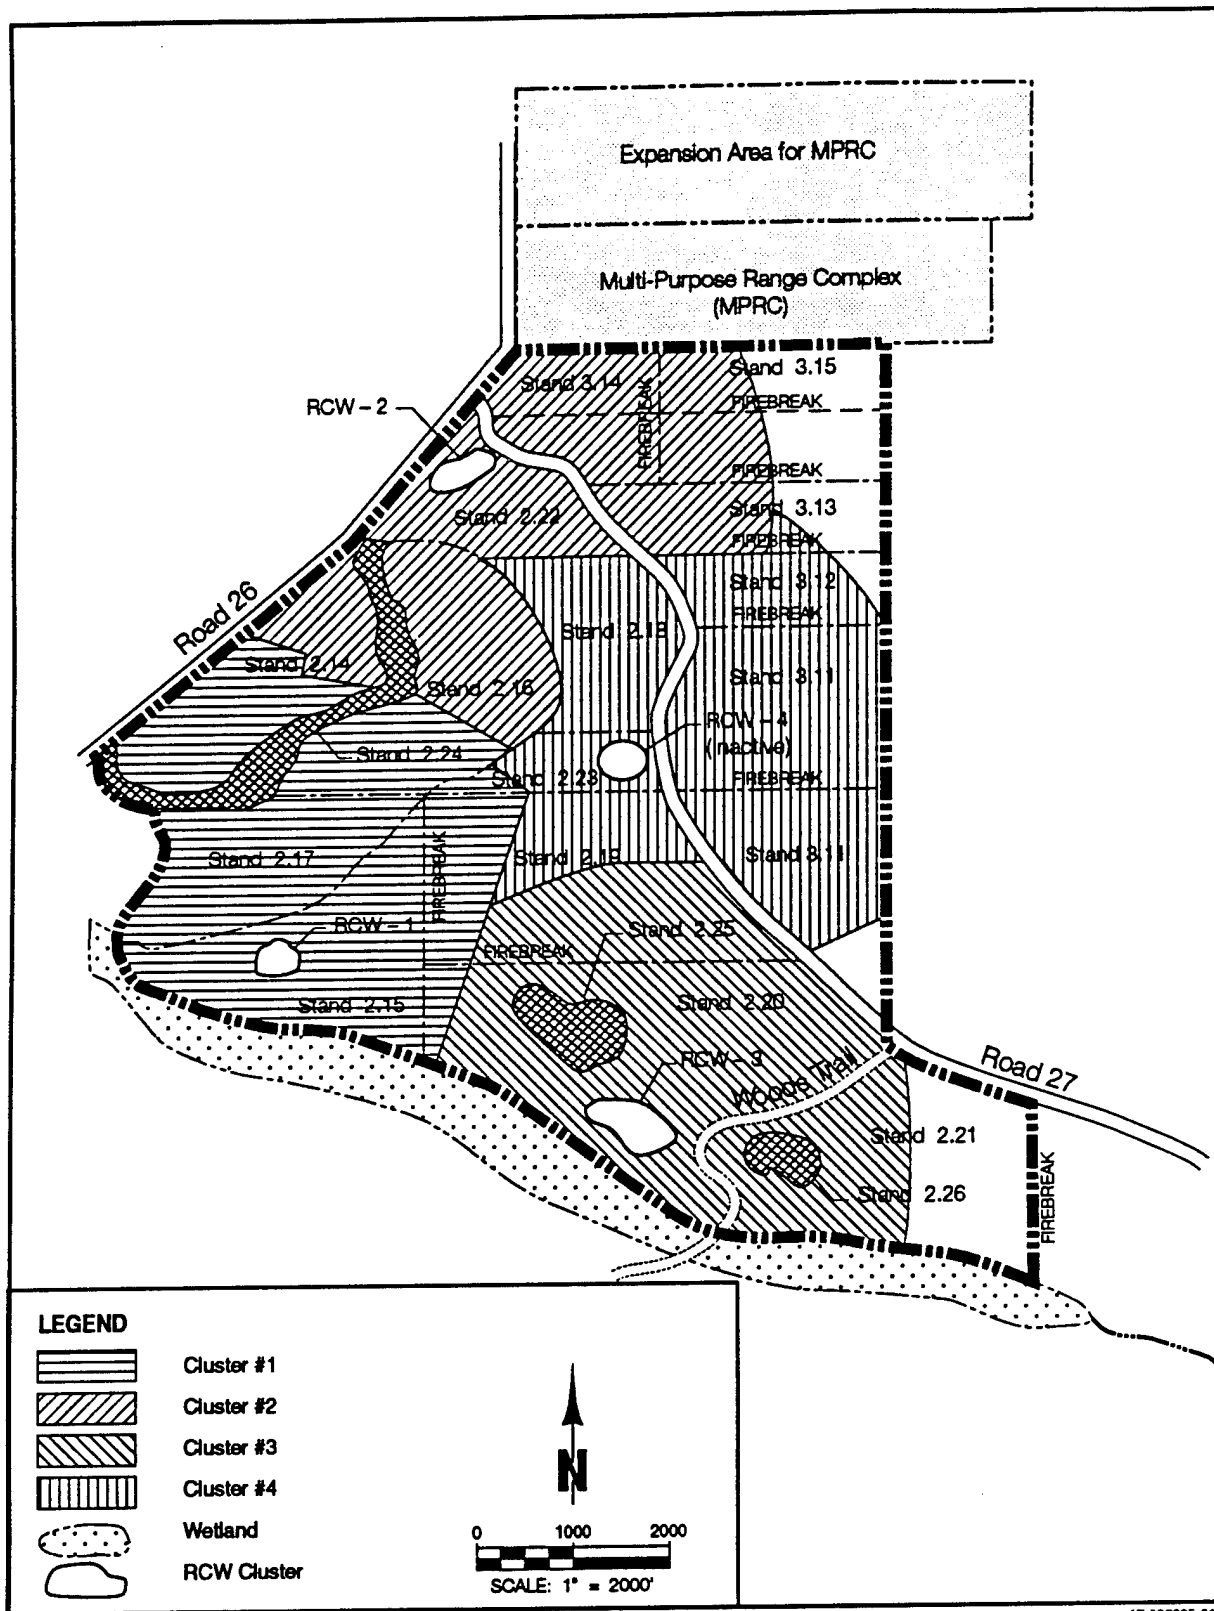 Expansion Area for MPRC
Multi-Purpose Range Complex
(MPRC)
Stand 3.14
Stand 3.15
FIREBREAK
FIREBREAK
RCW - 2
FIREBREAK
Stand 2.22
Stand 3.13
FIREBREAK
Road 26
Stand 3.12
FIREBREAK
Stand 2.18
Stand 2.14
Stand 2.16
Stand 3.11
RCW - 4
(inactive)
Stand 2.24
Stand 2.23
FIREBREAK
Stand 2.17
Stand 2.19
Stand 3.11
FIREBREAK
RCW - 1
Stand 2.25
FIREBREAK
Stand 2.15
Stand 2.20
RCW - 3
Woods Trail
Road 27
Stand 2.21
Stand 2.26
FIREBREAK
LEGEND
Cluster #1
Cluster #2
Cluster #3
Cluster #4
Wetland
RCW Cluster
N
0 1000 2000
SCALE: 1" = 2000'